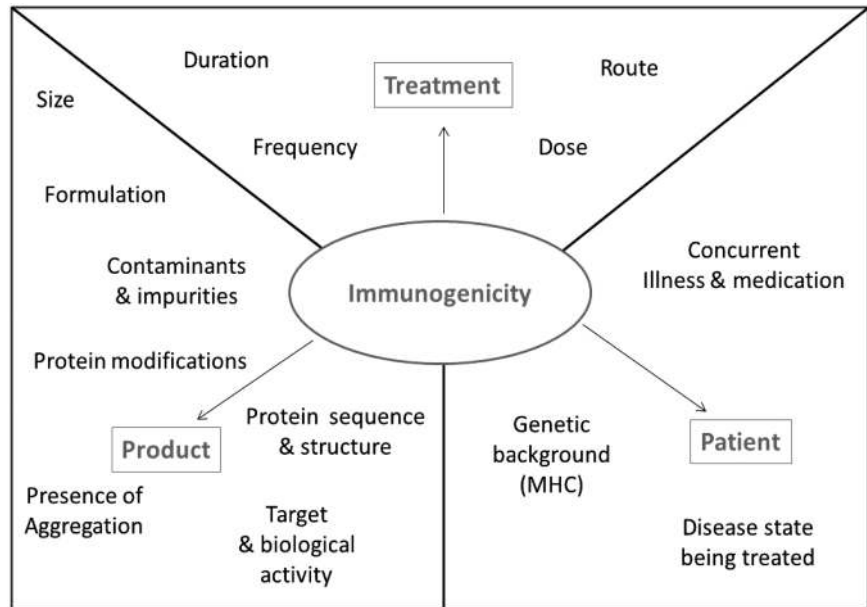 Duration
Treatment
Route
Size
Frequency
Dose
Formulation
Contaminants
& impurities
Immunogenicity
Concurrent
Illness & medication
Protein modifications
Product
Protein sequence
& structure
Presence of
Aggregation
Target
& biological
activity
Genetic
background
(MHC)
Patient
Disease state
being treated